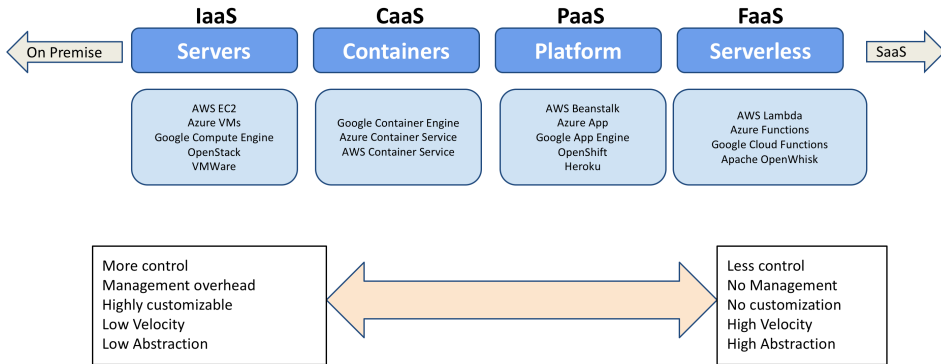 IaaS
CaaS
PaaS
FaaS
On Premise
Servers
Containers
Platform
Serverless
SaaS
AWS EC2
Azure VMs
Google Compute Engine
OpenStack
VMWare
Google Container Engine
Azure Container Service
AWS Container Service
AWS Beanstalk
Azure App
Google App Engine
OpenShift
Heroku
AWS Lambda
Azure Functions
Google Cloud Functions
Apache OpenWhisk
More control
Management overhead
Highly customizable
Low Velocity
Low Abstraction
Less control
No Management
No customization
High Velocity
High Abstraction